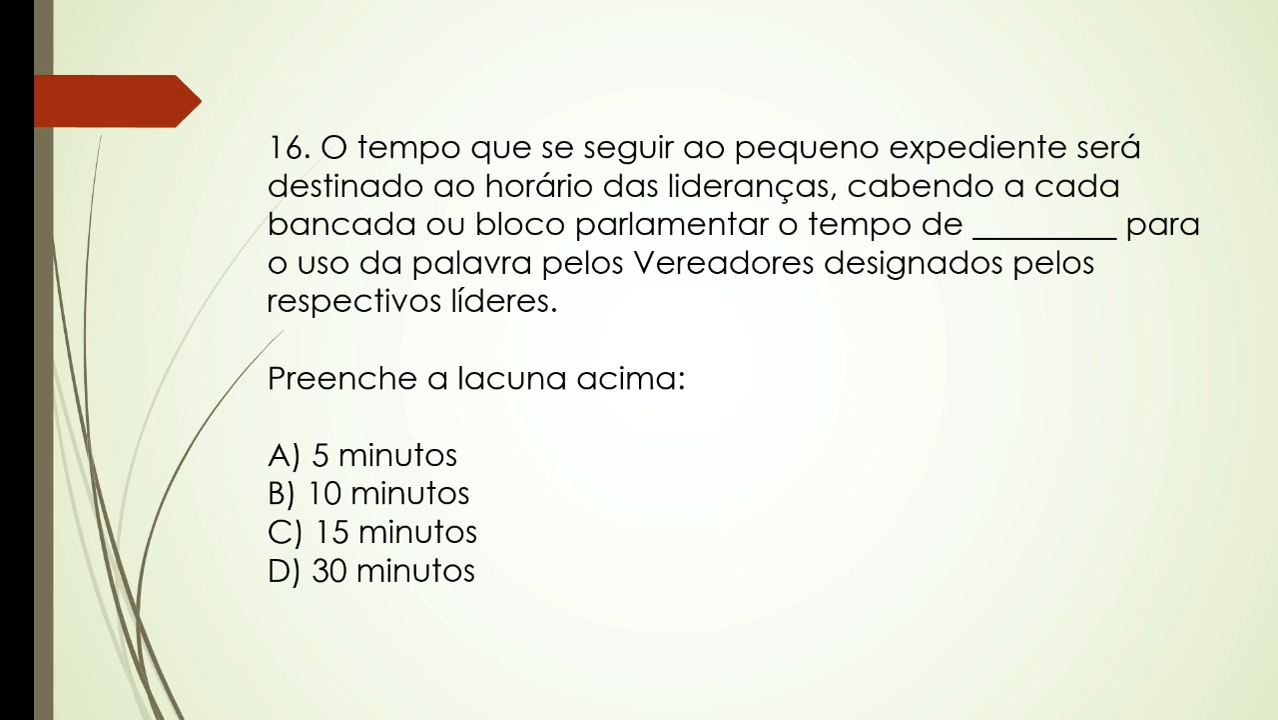 16. O tempo que se seguir ao pequeno expediente será
destinado ao horário das lideranças, cabendo a cada
bancada ou bloco parlamentar o tempo de _________ para
o uso da palavra pelos Vereadores designados pelos
respectivos líderes.
Preenche a lacuna acima:
A) 5 minutos
B) 10 minutos
C) 15 minutos
D) 30 minutos